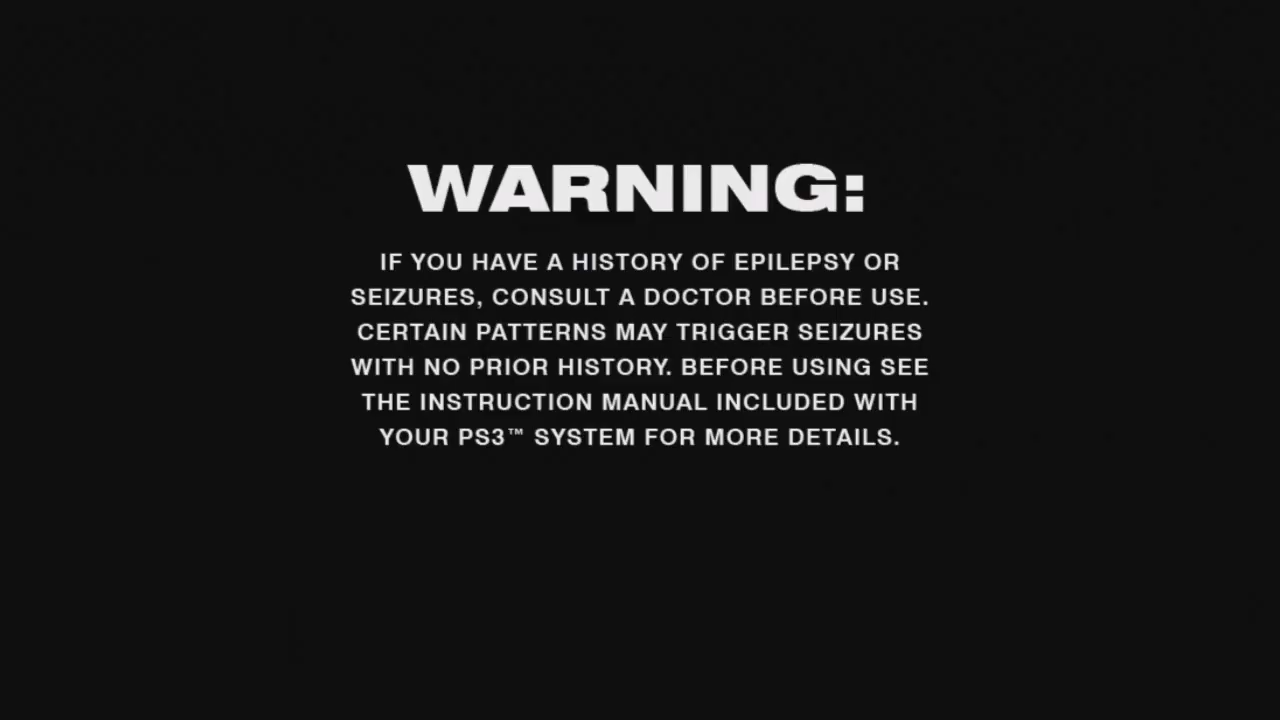 WARNING:
IF YOU HAVE A HISTORY OF EPILEPSY OR
SEIZURES, CONSULT A DOCTOR BEFORE USE.
CERTAIN PATTERNS MAY TRIGGER SEIZURES
WITH NO PRIOR HISTORY. BEFORE USING SEE
THE INSTRUCTION MANUAL INCLUDED WITH
YOUR PS3™ SYSTEM FOR MORE DETAILS.